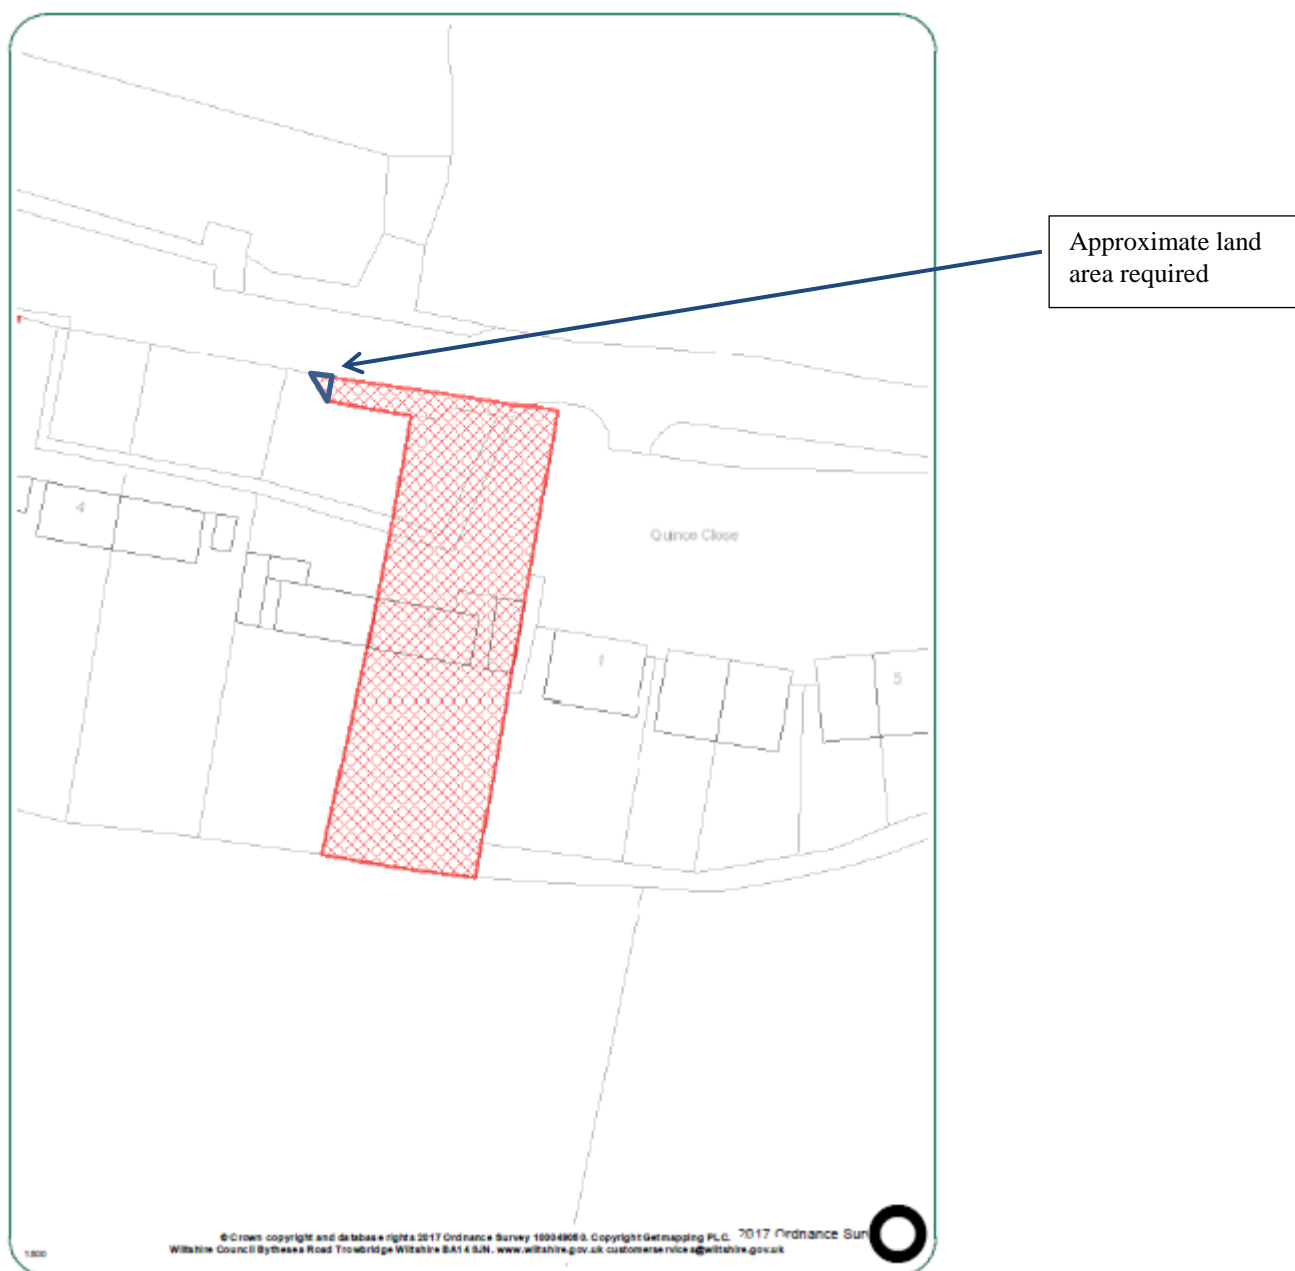 Approximate land
area required
4
Quince Close
1
5
© Crown copyright and database rights 2017 Ordnance Survey 100049050. Copyright Getmapping PLC. 2017 Ordnance Sur
Wiltshire Council Bythesea Road Trowbridge Wiltshire BA14 8JN. www.wiltshire.gov.uk customerservices@wiltshire.gov.uk
1:800